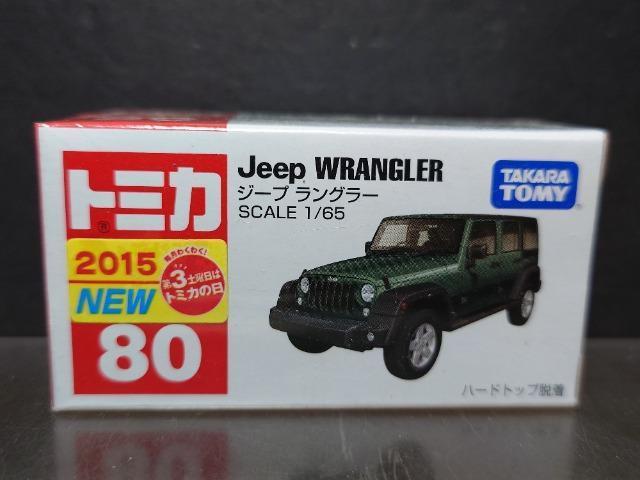 トミカ
®
2015
NEW
毎月わくわく!
第3土曜日は
トミカの日
80
Jeep WRANGLER
ジープ ラングラー
SCALE 1/65
TAKARA
TOMY
ハードトップ脱着